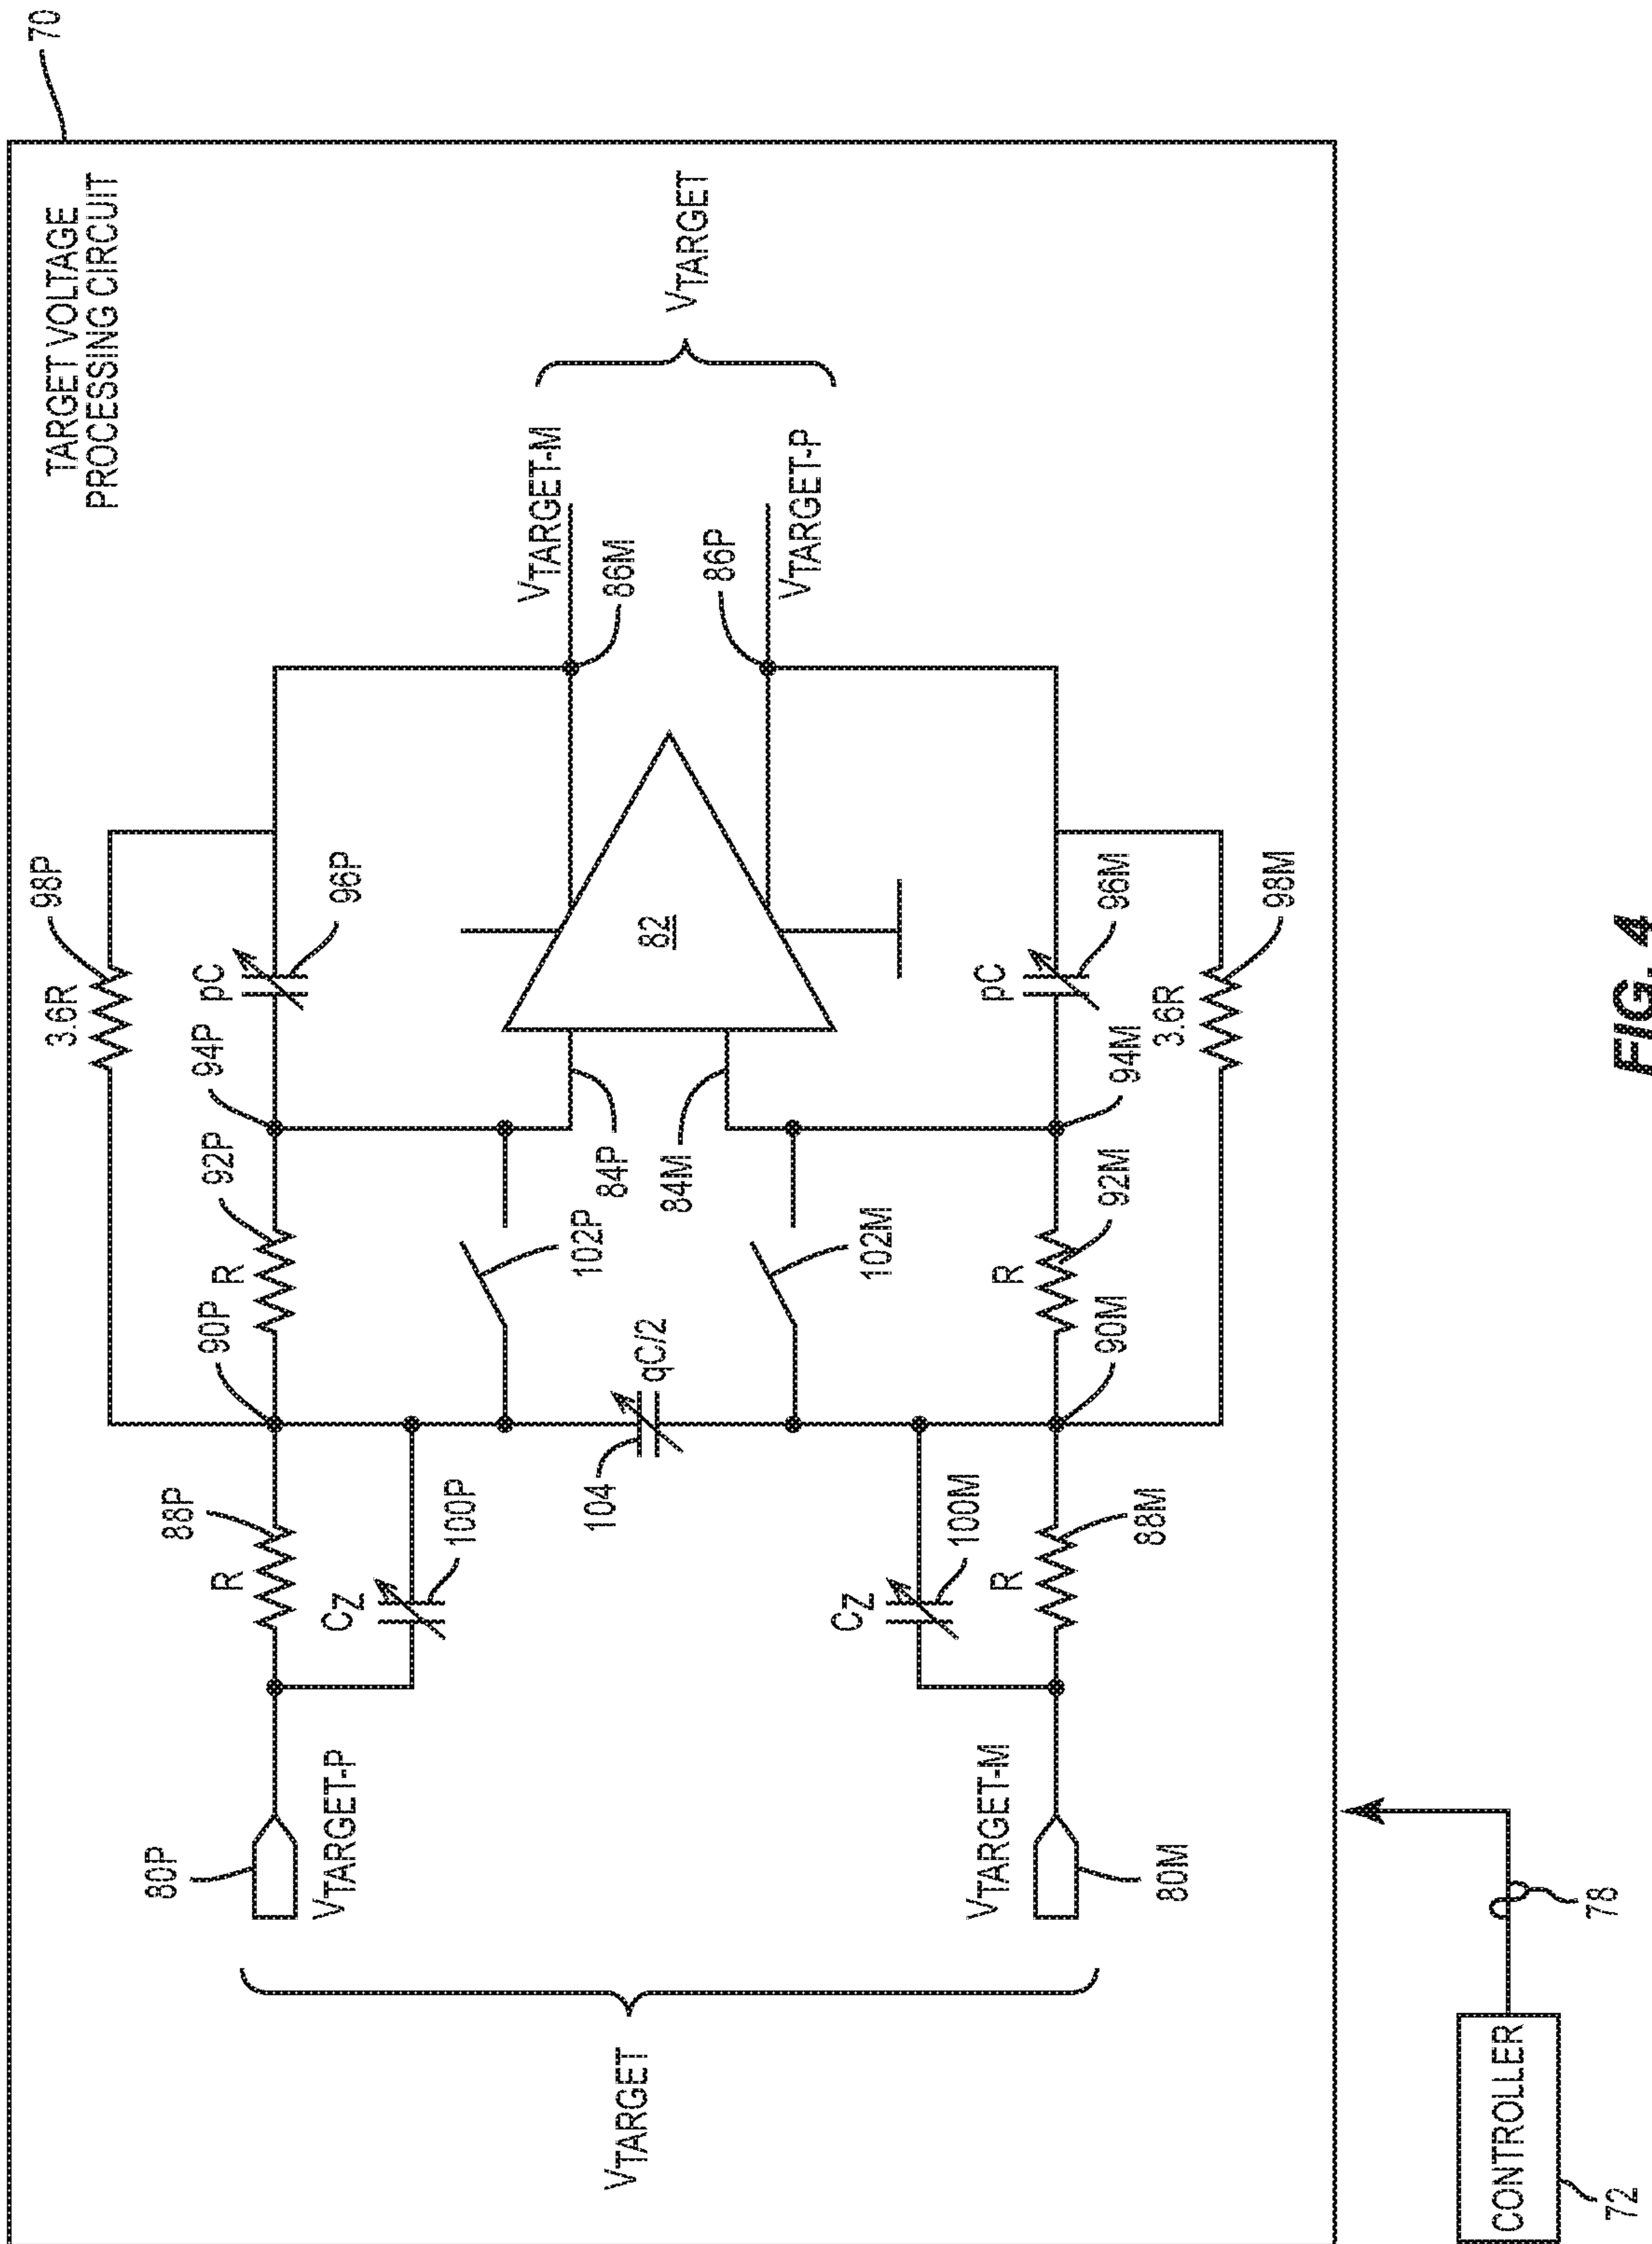 70
TARGET VOLTAGE
PROCESSING CIRCUIT
98P
3.6R
94P
pC
96P
90P
92P
R
88P
R
80P
VTARGET-P
CZ
100P
VTARGET-M
86M
84P
102P
82
VTARGET
104
qC/2
84M
86P
VTARGET-P
VTARGET
102M
CZ
100M
VTARGET-M
80M
R
88M
90M
R
92M
94M
pC
96M
3.6R
98M
78
CONTROLLER
72
FIG. 4